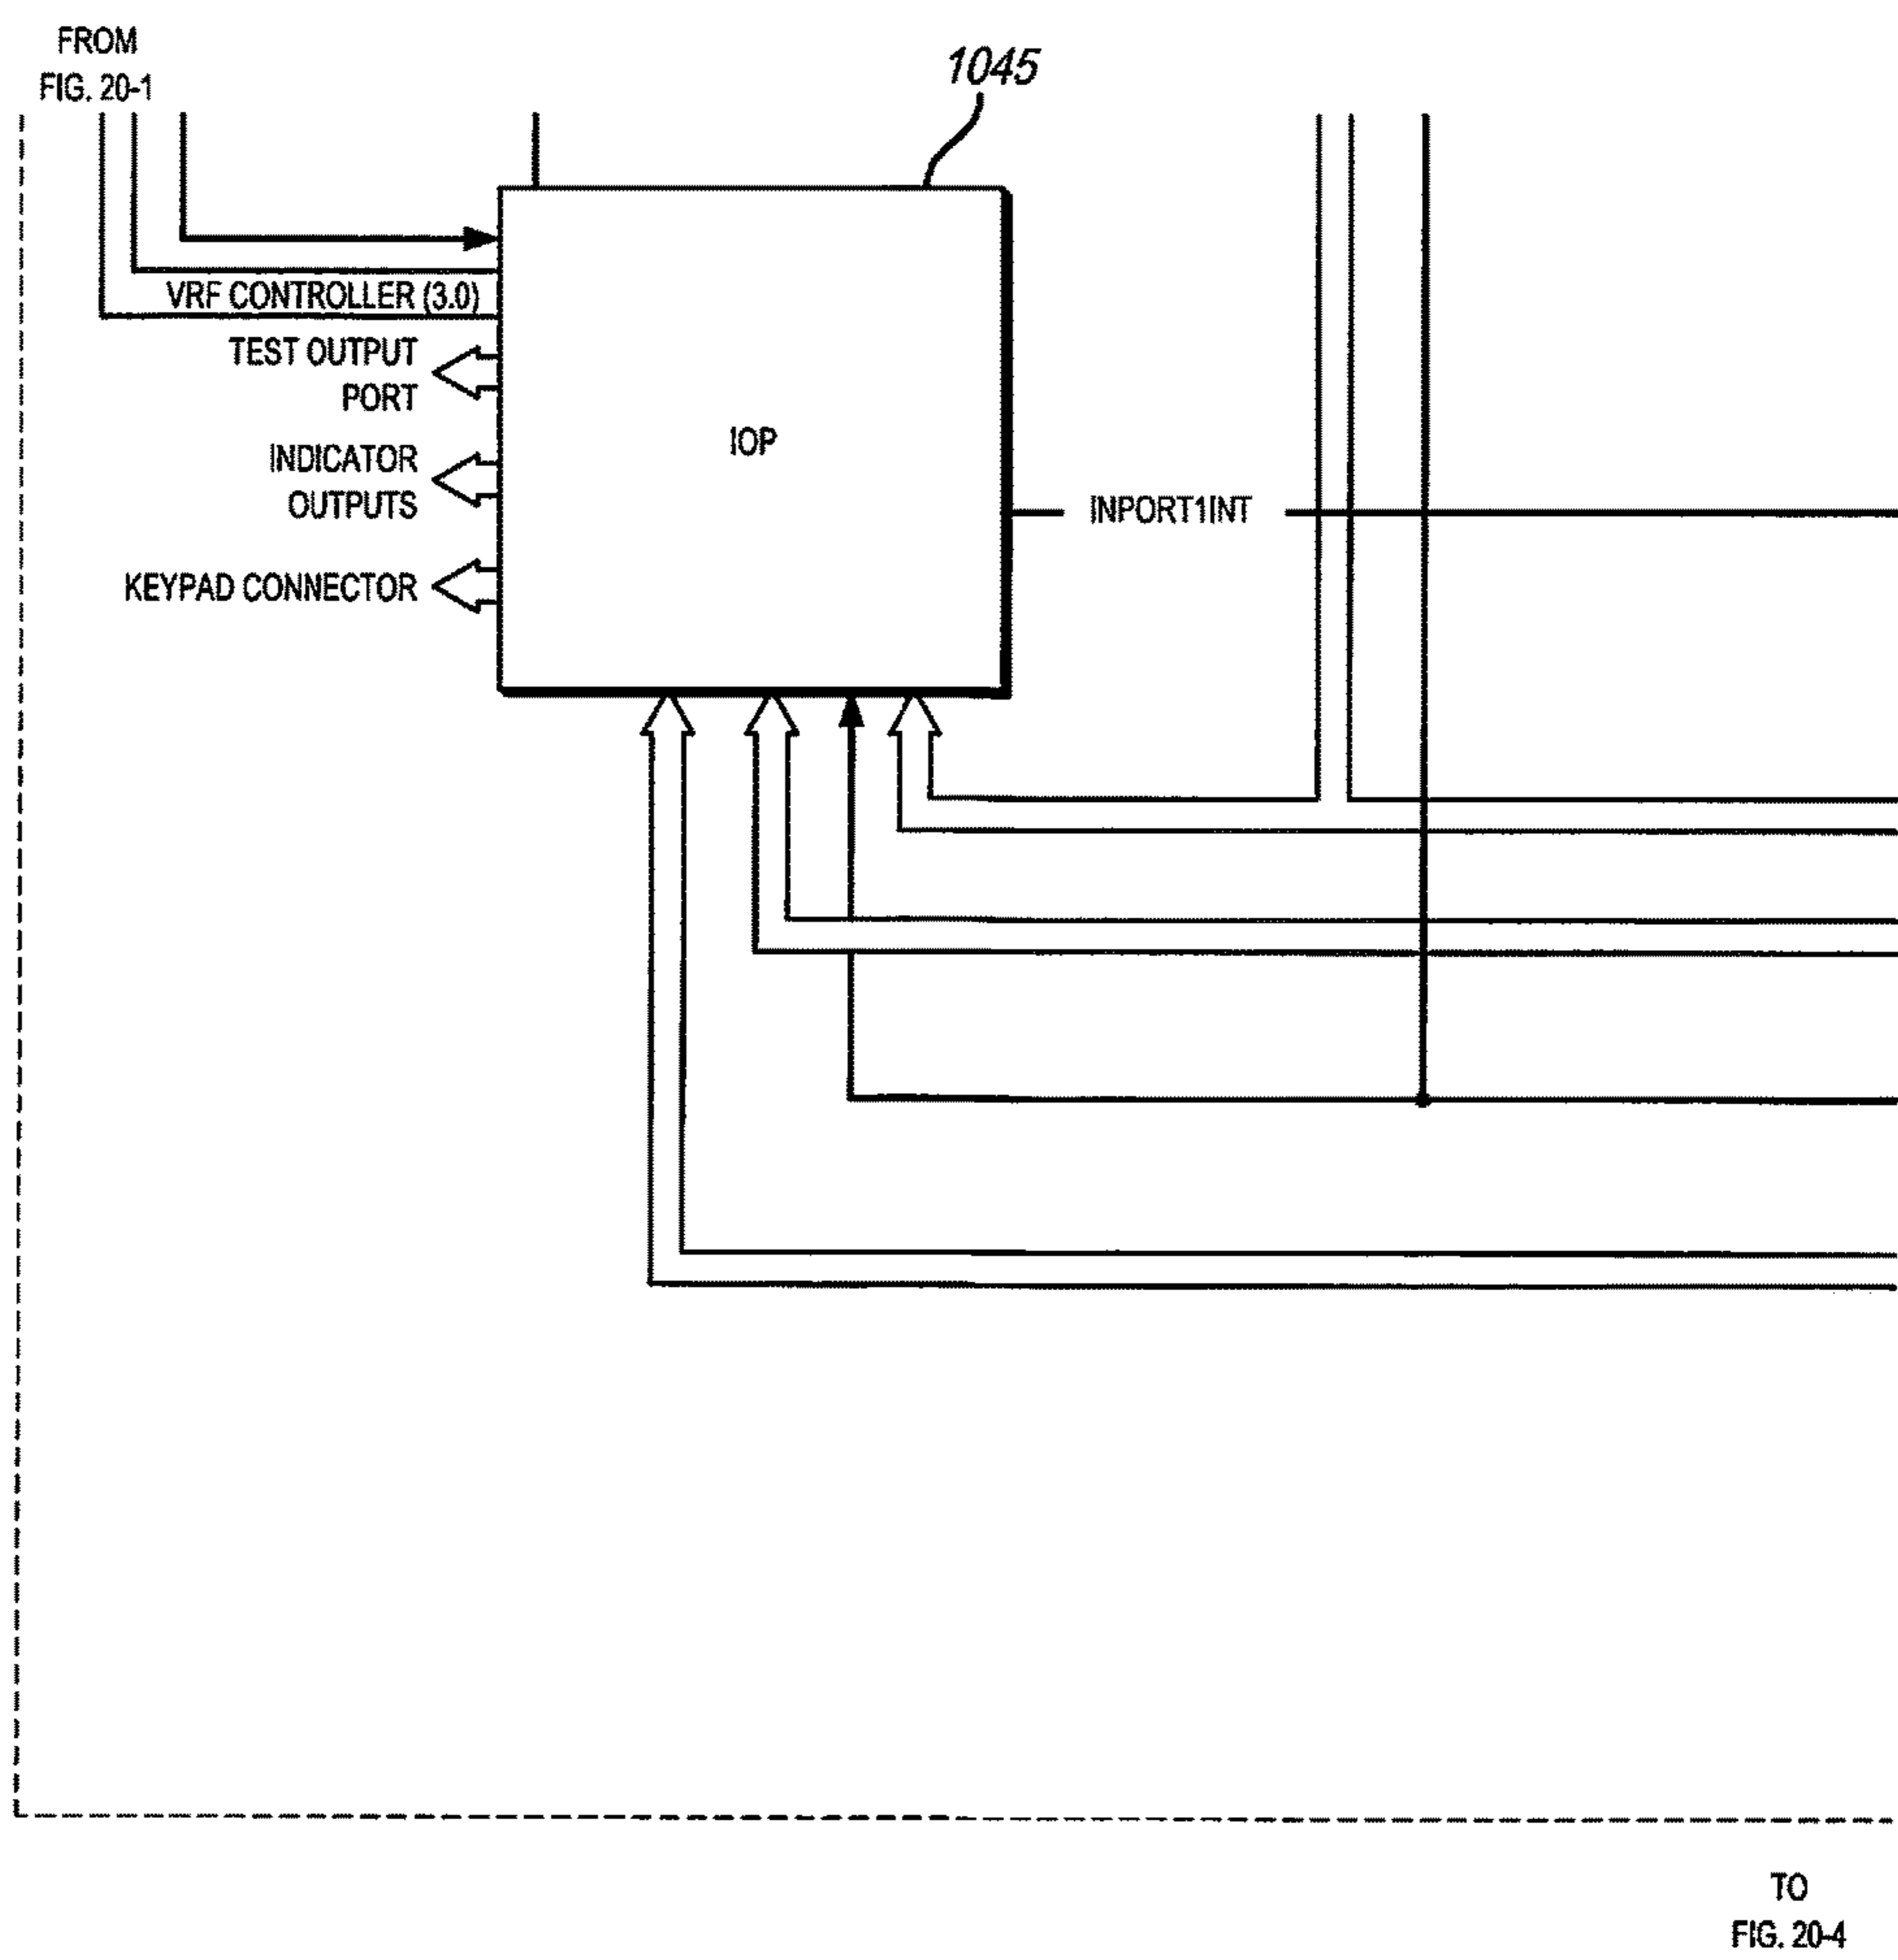 FROM
FIG. 20-1
1045
VRF CONTROLLER (3.0)
TEST OUTPUT
PORT
IOP
INDICATOR
OUTPUTS
INPORT1INT
KEYPAD CONNECTOR
TO
FIG. 20-4